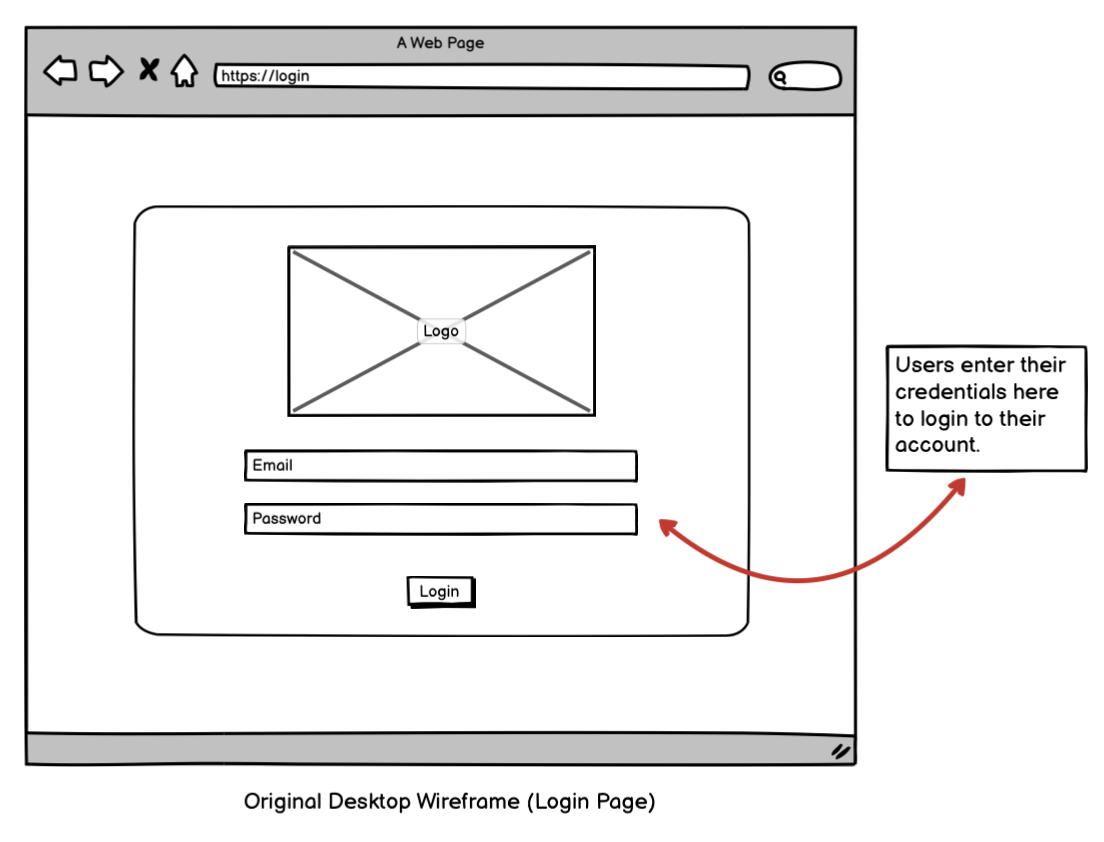 A Web Page
https://login
Logo
Email
Password
Login
Users enter their
credentials here
to login to their
account.
Original Desktop Wireframe (Login Page)